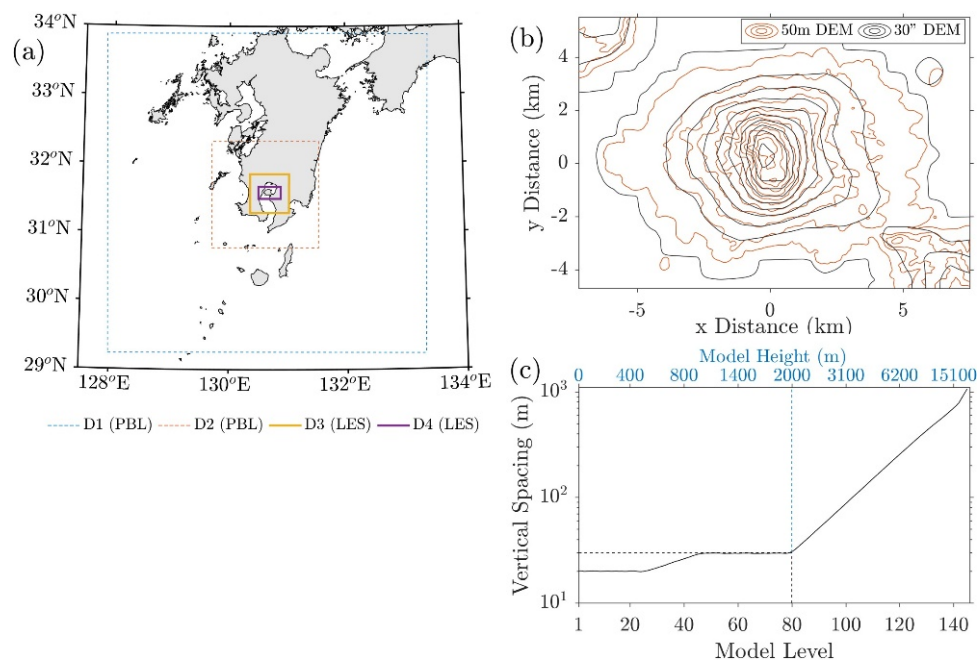 (a)
34°N
33°N
32°N
31°N
30°N
29°N
128°E 130°E 132°E 134°E
D1 (PBL) D2 (PBL) D3 (LES) D4 (LES)
(b)
50m DEM 30" DEM
y Distance (km)
4
2
0
-2
-4
-5 0 5
x Distance (km)
(c)
Model Height (m)
0 400 800 1400 2000 3100 6200 15100
Vertical Spacing (m)
10³
10²
10¹
1 20 40 60 80 100 120 140
Model Level